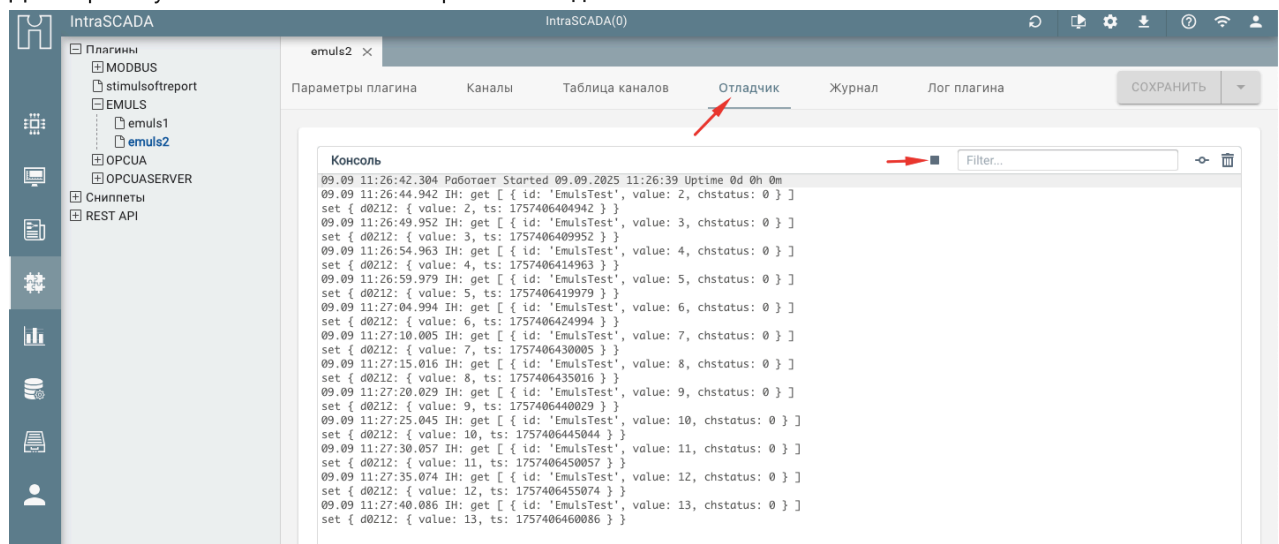 IntraSCADA
IntraSCADA(0)
Плагины
MODBUS
stimulsoftreport
EMULS
emuls1
emuls2
OPCUA
OPCUASERVER
Сниппеты
REST API
emuls2
Параметры плагина Каналы Таблица каналов Отладчик Журнал Лог плагина СОХРАНИТЬ
Консоль Filter...
09.09 11:26:42.304 Работает Started 09.09.2025 11:26:39 Uptime 0d 0h 0m
09.09 11:26:44.942 IH: get [ { id: 'EmulsTest', value: 2, chstatus: 0 } ]
set { d0212: { value: 2, ts: 1757406404942 } }
09.09 11:26:49.952 IH: get [ { id: 'EmulsTest', value: 3, chstatus: 0 } ]
set { d0212: { value: 3, ts: 1757406409952 } }
09.09 11:26:54.963 IH: get [ { id: 'EmulsTest', value: 4, chstatus: 0 } ]
set { d0212: { value: 4, ts: 1757406414963 } }
09.09 11:26:59.979 IH: get [ { id: 'EmulsTest', value: 5, chstatus: 0 } ]
set { d0212: { value: 5, ts: 1757406419979 } }
09.09 11:27:04.994 IH: get [ { id: 'EmulsTest', value: 6, chstatus: 0 } ]
set { d0212: { value: 6, ts: 1757406424994 } }
09.09 11:27:10.005 IH: get [ { id: 'EmulsTest', value: 7, chstatus: 0 } ]
set { d0212: { value: 7, ts: 1757406430005 } }
09.09 11:27:15.016 IH: get [ { id: 'EmulsTest', value: 8, chstatus: 0 } ]
set { d0212: { value: 8, ts: 1757406435016 } }
09.09 11:27:20.029 IH: get [ { id: 'EmulsTest', value: 9, chstatus: 0 } ]
set { d0212: { value: 9, ts: 1757406440029 } }
09.09 11:27:25.045 IH: get [ { id: 'EmulsTest', value: 10, chstatus: 0 } ]
set { d0212: { value: 10, ts: 1757406445044 } }
09.09 11:27:30.057 IH: get [ { id: 'EmulsTest', value: 11, chstatus: 0 } ]
set { d0212: { value: 11, ts: 1757406450057 } }
09.09 11:27:35.074 IH: get [ { id: 'EmulsTest', value: 12, chstatus: 0 } ]
set { d0212: { value: 12, ts: 1757406455074 } }
09.09 11:27:40.086 IH: get [ { id: 'EmulsTest', value: 13, chstatus: 0 } ]
set { d0212: { value: 13, ts: 1757406460086 } }